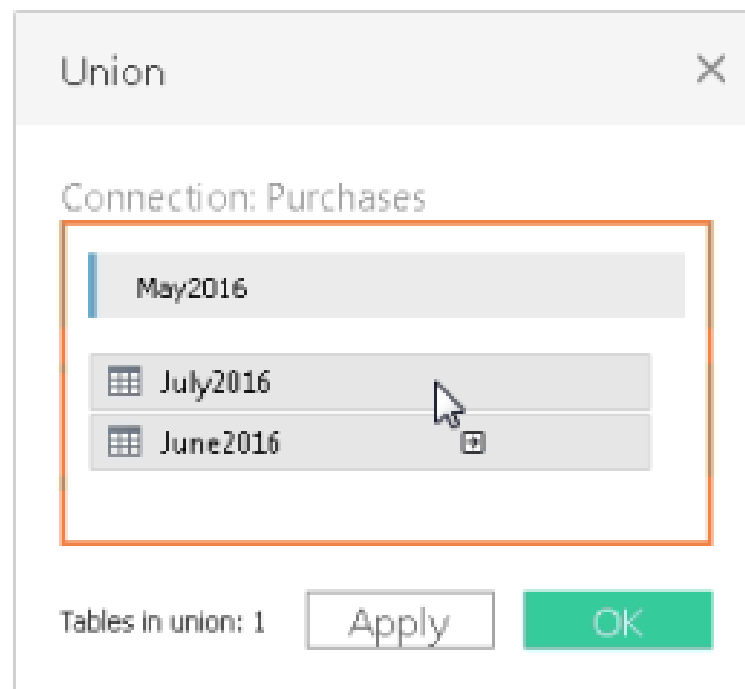 Union
Connection: Purchases
May2016
July2016
June2016
Tables in union: 1
Apply
OK